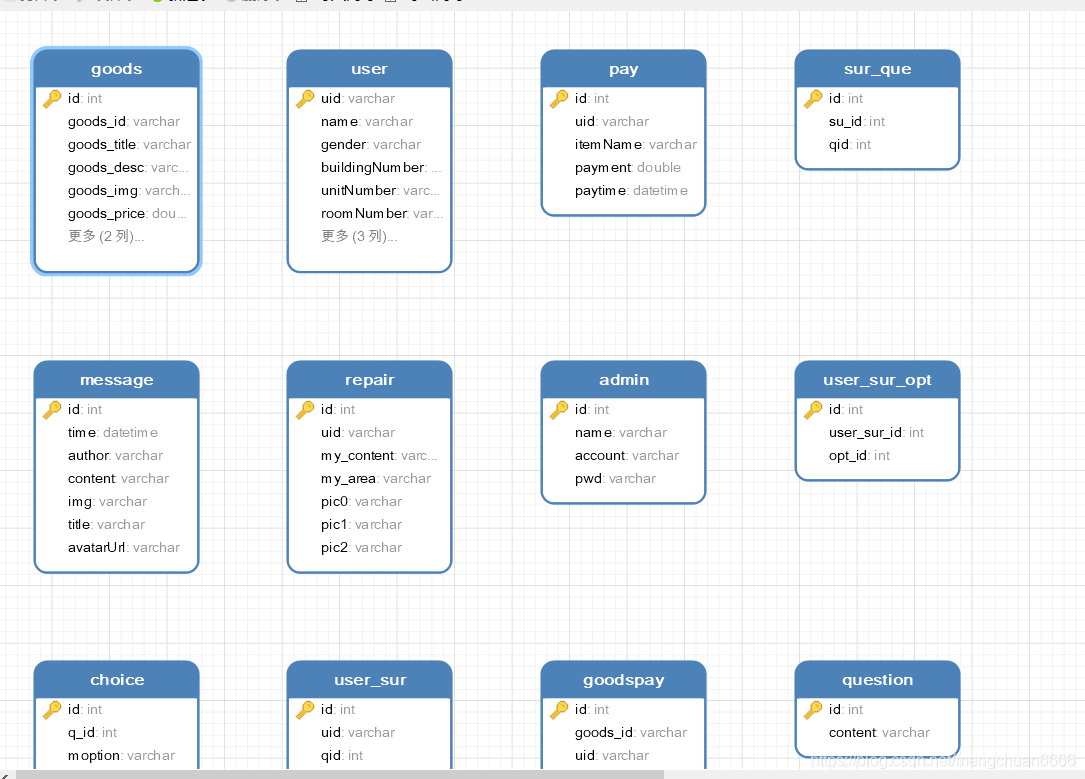 goods
id: int
goods_id: varchar
goods_title: varchar
goods_desc: varc...
goods_img: varch...
goods_price: dou...
更多 (2 列)...
user
uid: varchar
name: varchar
gender: varchar
buildingNumber: ...
unitNumber: varc...
roomNumber: var...
更多 (3 列)...
pay
id: int
uid: varchar
itemName: varchar
payment: double
paytime: datetime
sur_que
id: int
su_id: int
qid: int
message
id: int
time: datetime
author: varchar
content: varchar
img: varchar
title: varchar
avatarUrl: varchar
repair
id: int
uid: varchar
my_content: varc...
my_area: varchar
pic0: varchar
pic1: varchar
pic2: varchar
admin
id: int
name: varchar
account: varchar
pwd: varchar
user_sur_opt
id: int
user_sur_id: int
opt_id: int
choice
id: int
q_id: int
moption: varchar
user_sur
id: int
uid: varchar
qid: int
goodspay
id: int
goods_id: varchar
uid: varchar
question
id: int
content: varchar
https://blog.csdn.net/mengchuan6666